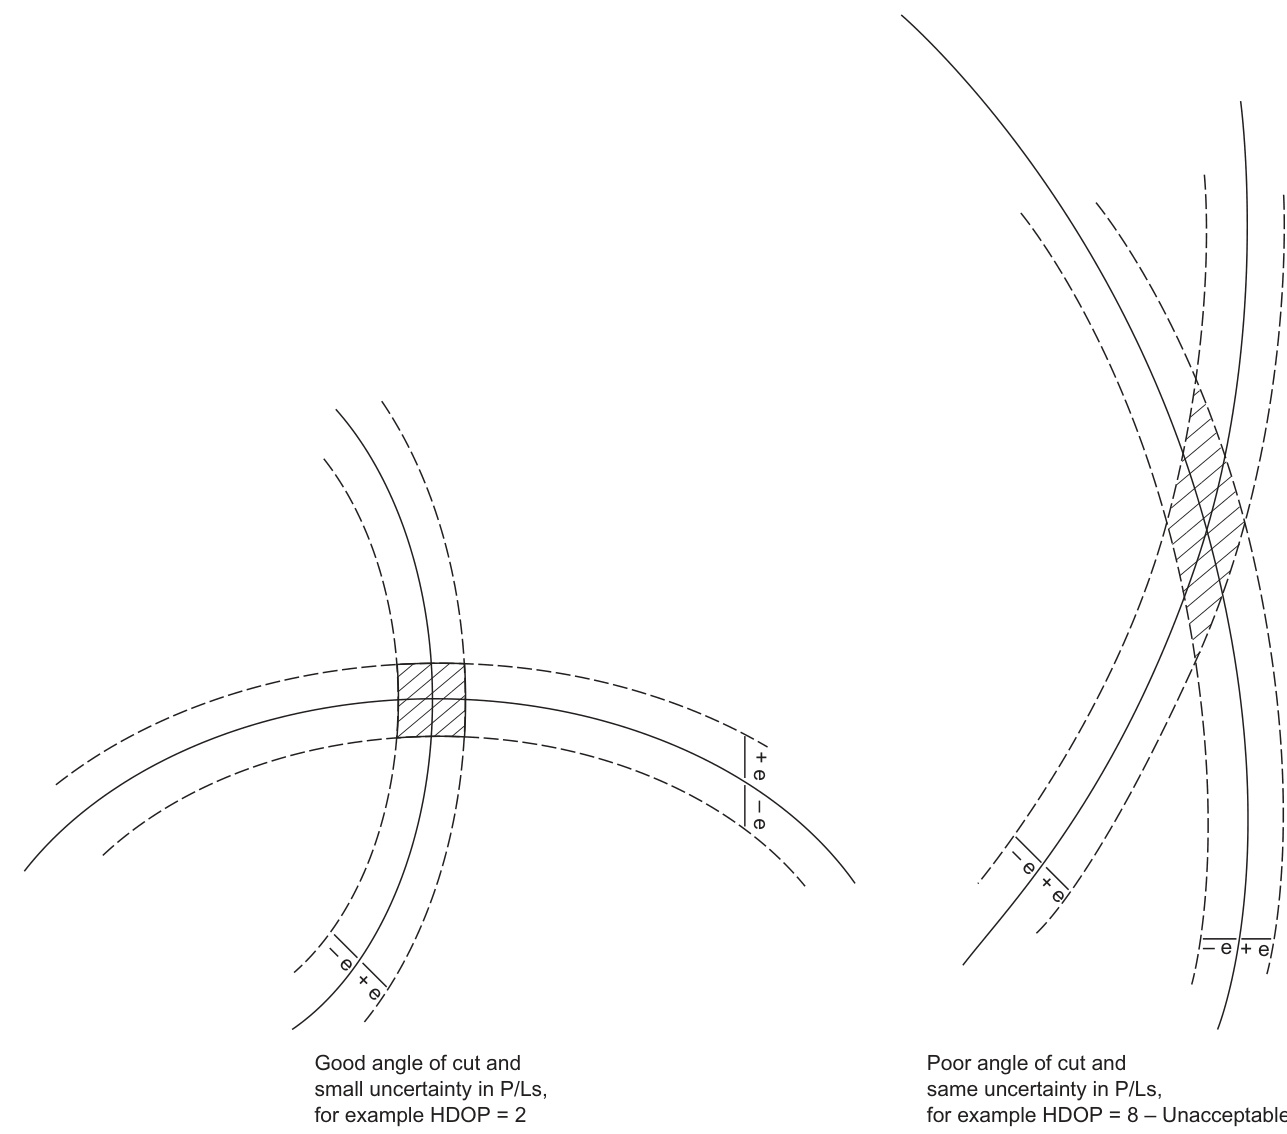 + e
– e
– e
+ e
– e
+ e
– e
+ e
Good angle of cut and
small uncertainty in P/Ls,
for example HDOP = 2
Poor angle of cut and
same uncertainty in P/Ls,
for example HDOP = 8 – Unacceptable